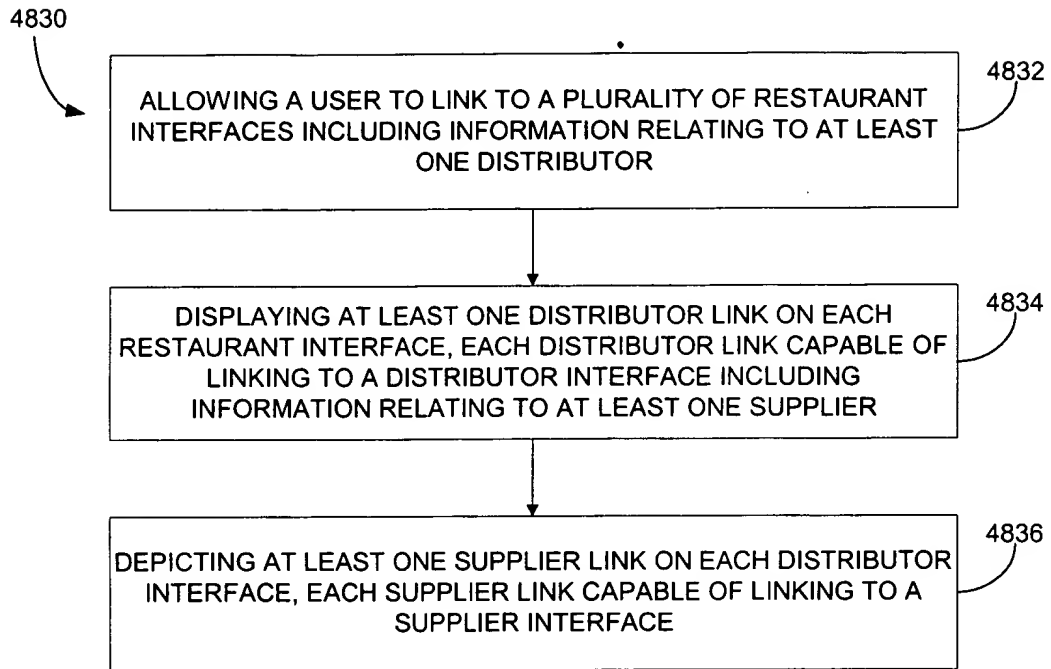 4830
ALLOWING A USER TO LINK TO A PLURALITY OF RESTAURANT
INTERFACES INCLUDING INFORMATION RELATING TO AT LEAST
ONE DISTRIBUTOR
4832
DISPLAYING AT LEAST ONE DISTRIBUTOR LINK ON EACH
RESTAURANT INTERFACE, EACH DISTRIBUTOR LINK CAPABLE OF
LINKING TO A DISTRIBUTOR INTERFACE INCLUDING
INFORMATION RELATING TO AT LEAST ONE SUPPLIER
4834
DEPICTING AT LEAST ONE SUPPLIER LINK ON EACH DISTRIBUTOR
INTERFACE, EACH SUPPLIER LINK CAPABLE OF LINKING TO A
SUPPLIER INTERFACE
4836